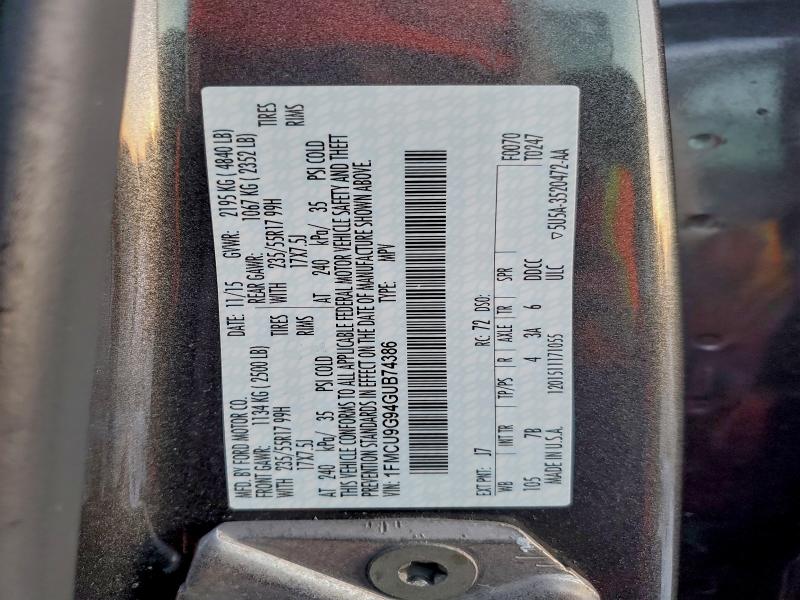 MFD. BY FORD MOTOR CO.
DATE: 11/15 GVWR: 2195 KG ( 4840 LB)
FRONT GAWR: 1134 KG ( 2500 LB) REAR GAWR: 1067 KG ( 2352 LB)
WITH 235/55R17 99H TIRES WITH 235/55R17 99H TIRES
17X7.5J RIMS 17X7.5J RIMS
AT 240 kPa/ 35 PSI COLD AT 240 kPa/ 35 PSI COLD
THIS VEHICLE CONFORMS TO ALL APPLICABLE FEDERAL MOTOR VEHICLE SAFETY AND THEFT
PREVENTION STANDARDS IN EFFECT ON THE DATE OF MANUFACTURE SHOWN ABOVE.
VIN: 1FMCU9G94GUB74386 TYPE: MPV
F0070
T0247
EXT PNT: J7 RC: 72 DSO:
WB INT TR TP/PS R AXLE TR SPR
105 7B 4 3A 6 DDCC
MADE IN U.S.A. 12015111171055 ULC
▽5U5A-3520472-AA